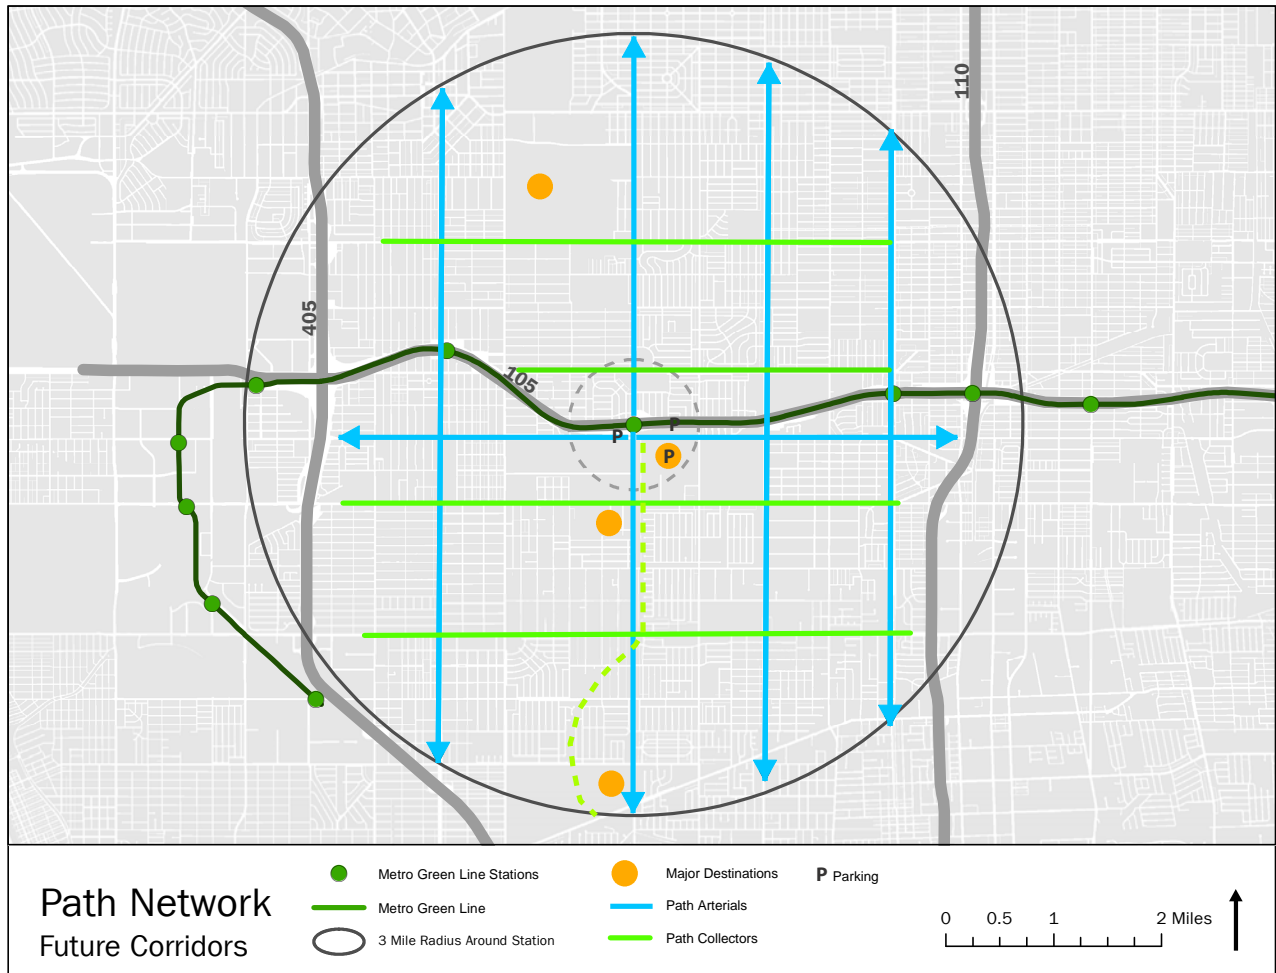 110
405
105
P
P
P
Path Network
Future Corridors
Metro Green Line Stations
Metro Green Line
3 Mile Radius Around Station
Major Destinations
Path Arterials
Path Collectors
P Parking
0 0.5 1 2 Miles